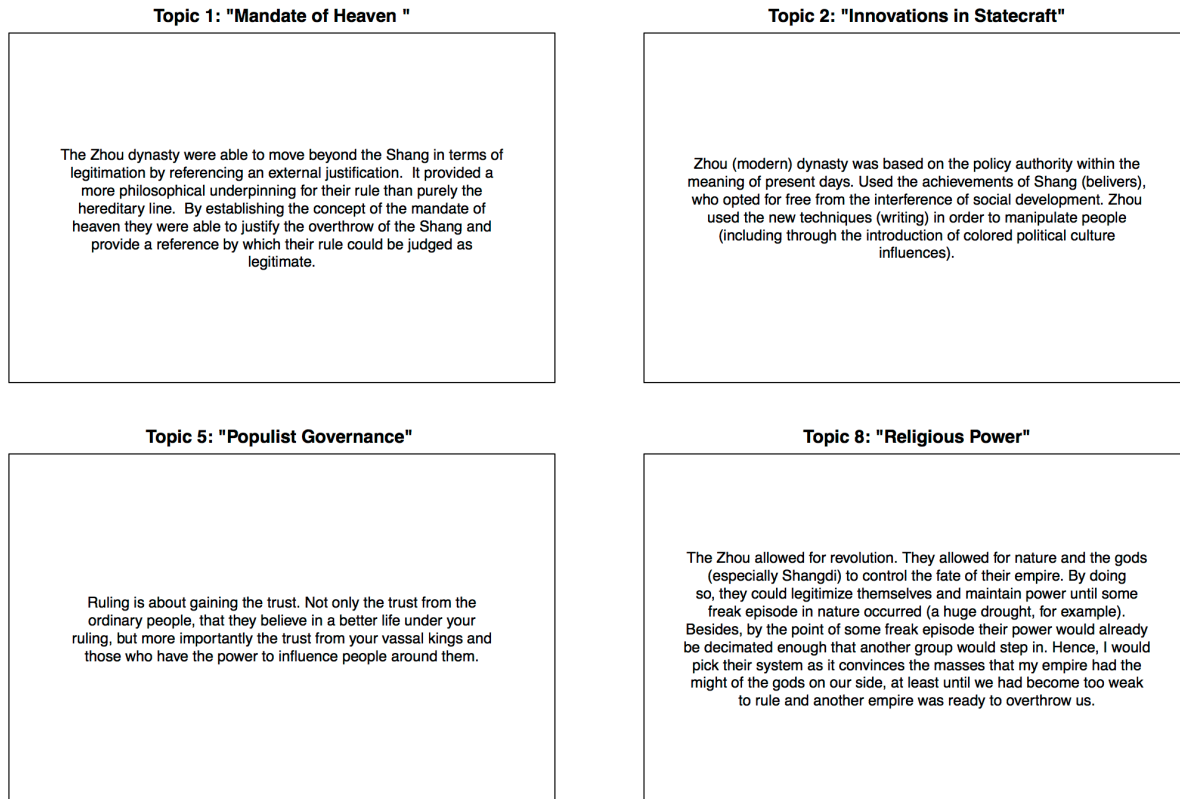 Topic 1: "Mandate of Heaven "
The Zhou dynasty were able to move beyond the Shang in terms of
legitimation by referencing an external justification.  It provided a
more philosophical underpinning for their rule than purely the
hereditary line.  By establishing the concept of the mandate of
heaven they were able to justify the overthrow of the Shang and
provide a reference by which their rule could be judged as
legitimate.
Topic 2: "Innovations in Statecraft"
Zhou (modern) dynasty was based on the policy authority within the
meaning of present days. Used the achievements of Shang (belivers),
who opted for free from the interference of social development. Zhou
used the new techniques (writing) in order to manipulate people
(including through the introduction of colored political culture
influences).
Topic 5: "Populist Governance"
Ruling is about gaining the trust. Not only the trust from the
ordinary people, that they believe in a better life under your
ruling, but more importantly the trust from your vassal kings and
those who have the power to influence people around them.
Topic 8: "Religious Power"
The Zhou allowed for revolution. They allowed for nature and the gods
(especially Shangdi) to control the fate of their empire. By doing
so, they could legitimize themselves and maintain power until some
freak episode in nature occurred (a huge drought, for example).
Besides, by the point of some freak episode their power would already
be decimated enough that another group would step in. Hence, I would
pick their system as it convinces the masses that my empire had the
might of the gods on our side, at least until we had become too weak
to rule and another empire was ready to overthrow us.